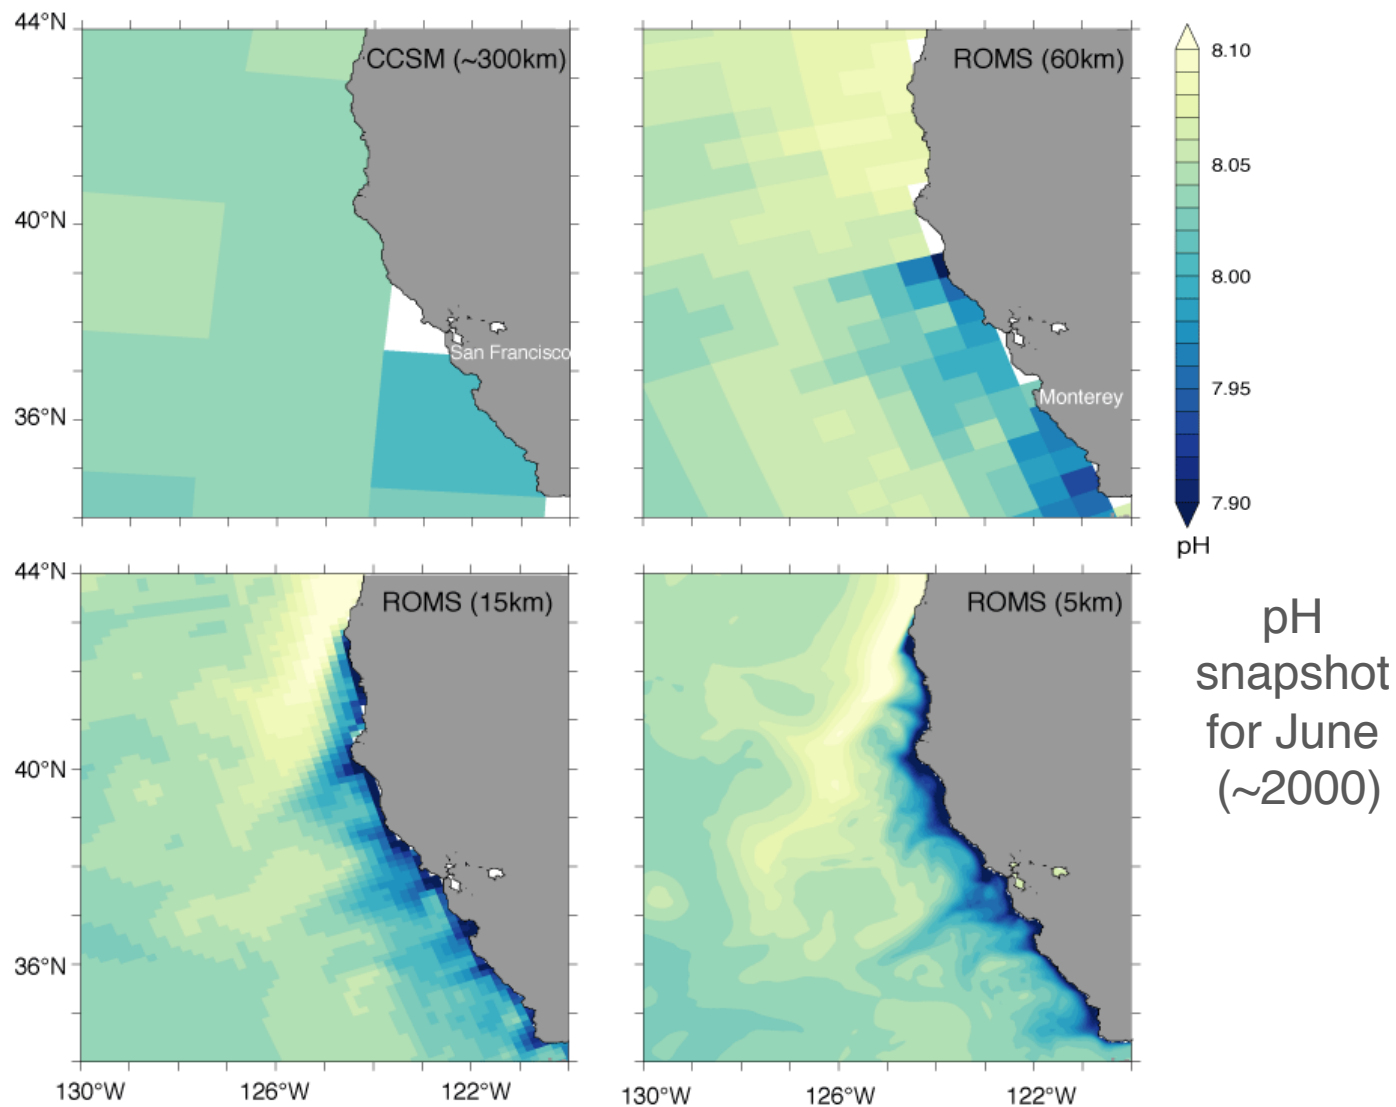 44°N
CCSM (~300km)
ROMS (60km)
8.10
8.05
40°N
8.00
San Francisco
7.95
Monterey
36°N
7.90
pH
44°N
ROMS (15km)
ROMS (5km)
pH
snapshot
for June
(~2000)
40°N
36°N
130°W
126°W
122°W
130°W
126°W
122°W